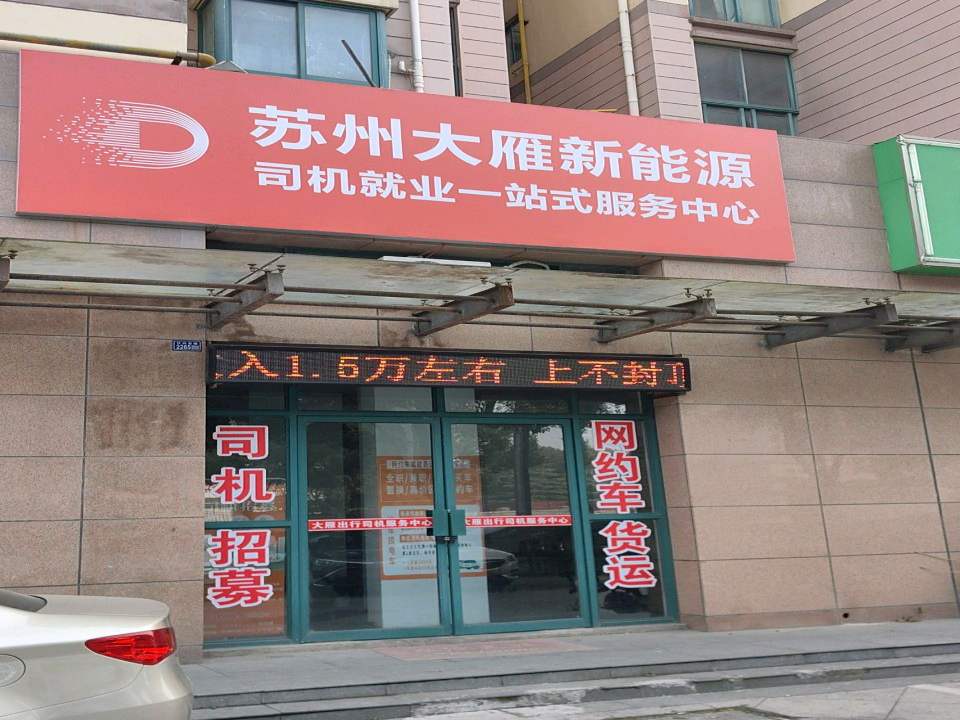 苏州大雁新能源
司机就业一站式服务中心
2265
入1.5万左右 上不封顶
司机招募
网约车货运
大雁出行司机服务中心
大雁出行司机服务中心